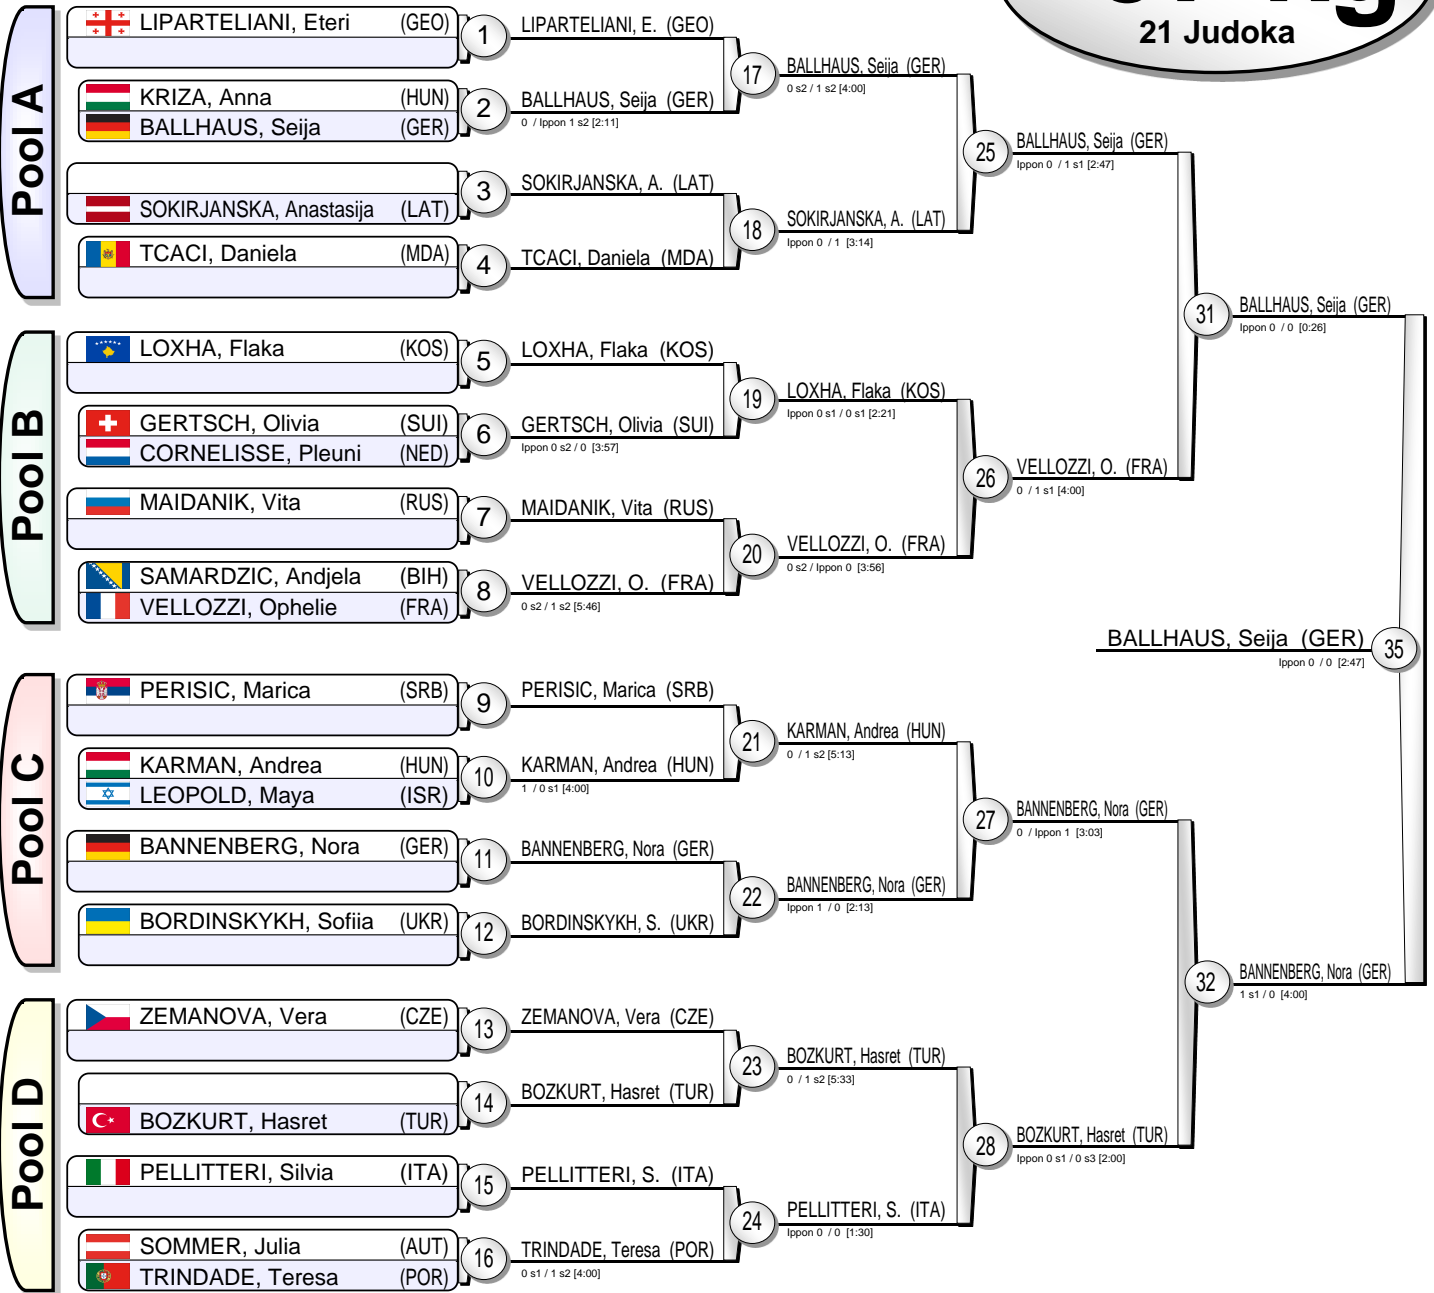 21 Judoka
Pool A
LIPARTELIANI, Eteri (GEO)
KRIZA, Anna (HUN)
BALLHAUS, Seija (GER)
SOKIRJANSKA, Anastasija (LAT)
TCACI, Daniela (MDA)
1
2
3
4
LIPARTELIANI, E. (GEO)
BALLHAUS, Seija (GER)
0 / Ippon 1 s2 [2:11]
SOKIRJANSKA, A. (LAT)
TCACI, Daniela (MDA)
17
18
BALLHAUS, Seija (GER)
0 s2 / 1 s2 [4:00]
SOKIRJANSKA, A. (LAT)
Ippon 0 / 1 [3:14]
25
BALLHAUS, Seija (GER)
Ippon 0 / 1 s1 [2:47]
Pool B
LOXHA, Flaka (KOS)
GERTSCH, Olivia (SUI)
CORNELISSE, Pleuni (NED)
MAIDANIK, Vita (RUS)
SAMARDZIC, Andjela (BIH)
VELLOZZI, Ophelie (FRA)
5
6
7
8
LOXHA, Flaka (KOS)
GERTSCH, Olivia (SUI)
Ippon 0 s2 / 0 [3:57]
MAIDANIK, Vita (RUS)
VELLOZZI, O. (FRA)
0 s2 / 1 s2 [5:46]
19
20
LOXHA, Flaka (KOS)
Ippon 0 s1 / 0 s1 [2:21]
VELLOZZI, O. (FRA)
0 s2 / Ippon 0 [3:56]
26
VELLOZZI, O. (FRA)
0 / 1 s1 [4:00]
31
BALLHAUS, Seija (GER)
Ippon 0 / 0 [0:26]
Pool C
PERISIC, Marica (SRB)
KARMAN, Andrea (HUN)
LEOPOLD, Maya (ISR)
BANNENBERG, Nora (GER)
BORDINSKYKH, Sofiia (UKR)
9
10
11
12
PERISIC, Marica (SRB)
KARMAN, Andrea (HUN)
1 / 0 s1 [4:00]
BANNENBERG, Nora (GER)
BORDINSKYKH, S. (UKR)
21
22
KARMAN, Andrea (HUN)
0 / 1 s2 [5:13]
BANNENBERG, Nora (GER)
Ippon 1 / 0 [2:13]
27
BANNENBERG, Nora (GER)
0 / Ippon 1 [3:03]
Pool D
ZEMANOVA, Vera (CZE)
BOZKURT, Hasret (TUR)
PELLITTERI, Silvia (ITA)
SOMMER, Julia (AUT)
TRINDADE, Teresa (POR)
13
14
15
16
ZEMANOVA, Vera (CZE)
BOZKURT, Hasret (TUR)
PELLITTERI, S. (ITA)
TRINDADE, Teresa (POR)
0 s1 / 1 s2 [4:00]
23
24
BOZKURT, Hasret (TUR)
0 / 1 s2 [5:33]
PELLITTERI, S. (ITA)
Ippon 0 / 0 [1:30]
28
BOZKURT, Hasret (TUR)
Ippon 0 s1 / 0 s3 [2:00]
32
BANNENBERG, Nora (GER)
1 s1 / 0 [4:00]
BALLHAUS, Seija (GER)
Ippon 0 / 0 [2:47]
35